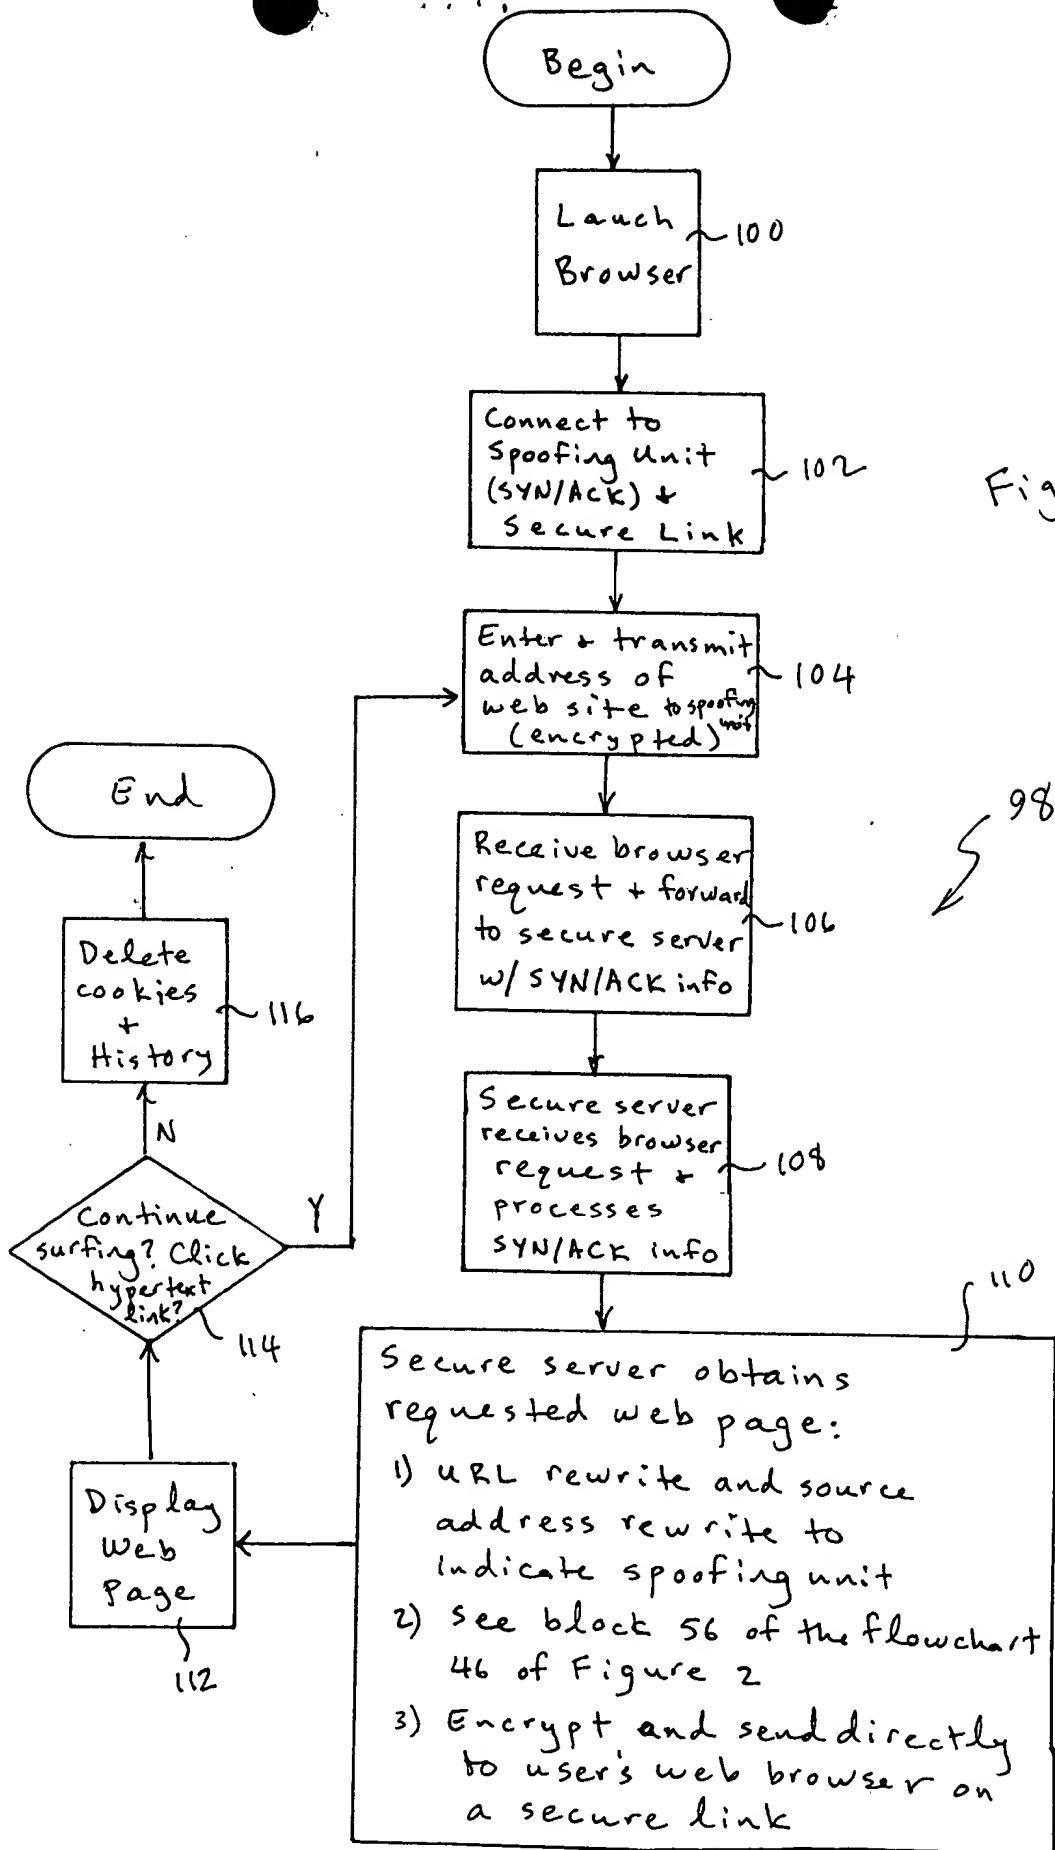 Begin
Lauch
Browser
100
Connect to
Spoofing Unit
(SYN/ACK) +
Secure Link
102
Fig
Enter + transmit
address of
web site to spoofing
unit
(encrypted)
104
98
Receive browser
request + forward
to secure server
w/ SYN/ACK info
106
Secure server
receives browser
request +
processes
SYN/ACK info
108
110
Secure server obtains
requested web page:
1) URL rewrite and source
address rewrite to
indicate spoofing unit
2) See block 56 of the flowchart
46 of Figure 2
3) Encrypt and send directly
to user's web browser on
a secure link
Display
Web
Page
112
Continue
surfing? Click
hypertext
link?
114
Y
N
Delete
cookies
+
History
116
End